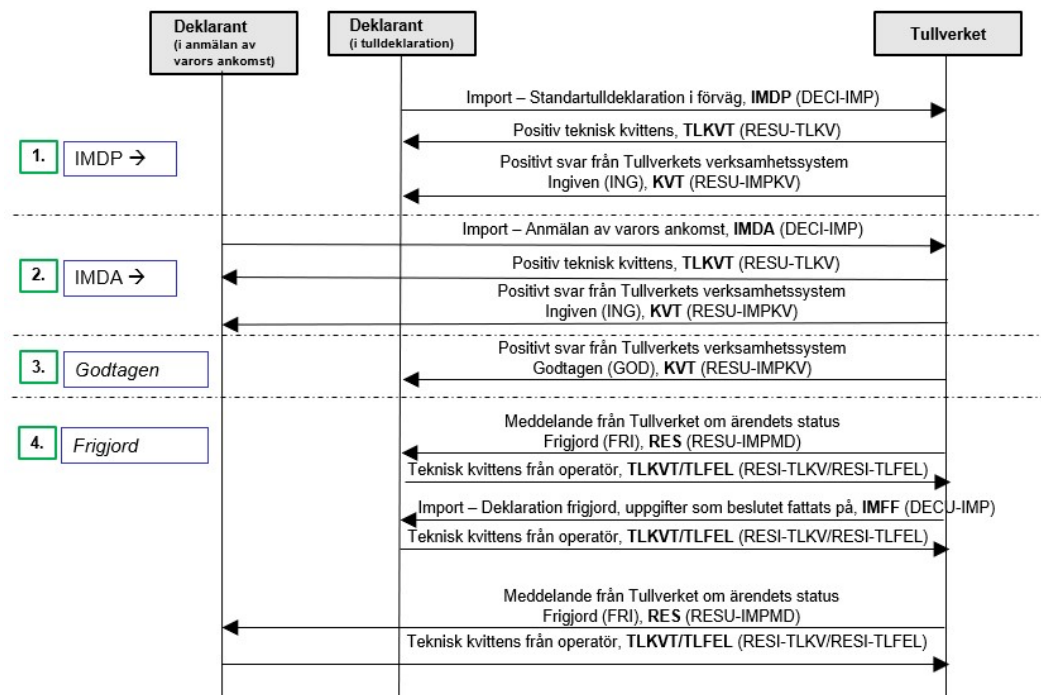 Deklarant
(i anmälan av
varors ankomst)
Deklarant
(i tulldeklaration)
Tullverket
1.
IMDP →
Import – Standartulldeklaration i förväg, IMDP (DECI-IMP)
Positiv teknisk kvittens, TLKVT (RESU-TLKV)
Positivt svar från Tullverkets verksamhetssystem
Ingiven (ING), KVT (RESU-IMPKV)
2.
IMDA →
Import – Anmälan av varors ankomst, IMDA (DECI-IMP)
Positiv teknisk kvittens, TLKVT (RESU-TLKV)
Positivt svar från Tullverkets verksamhetssystem
Ingiven (ING), KVT (RESU-IMPKV)
3.
Godtagen
Positivt svar från Tullverkets verksamhetssystem
Godtagen (GOD), KVT (RESU-IMPKV)
4.
Frigjord
Meddelande från Tullverket om ärendets status
Frigjord (FRI), RES (RESU-IMPMD)
Teknisk kvittens från operatör, TLKVT/TLFEL (RESI-TLKV/RESI-TLFEL)
Import – Deklaration frigjord, uppgifter som beslutet fattats på, IMFF (DECU-IMP)
Teknisk kvittens från operatör, TLKVT/TLFEL (RESI-TLKV/RESI-TLFEL)
Meddelande från Tullverket om ärendets status
Frigjord (FRI), RES (RESU-IMPMD)
Teknisk kvittens från operatör, TLKVT/TLFEL (RESI-TLKV/RESI-TLFEL)